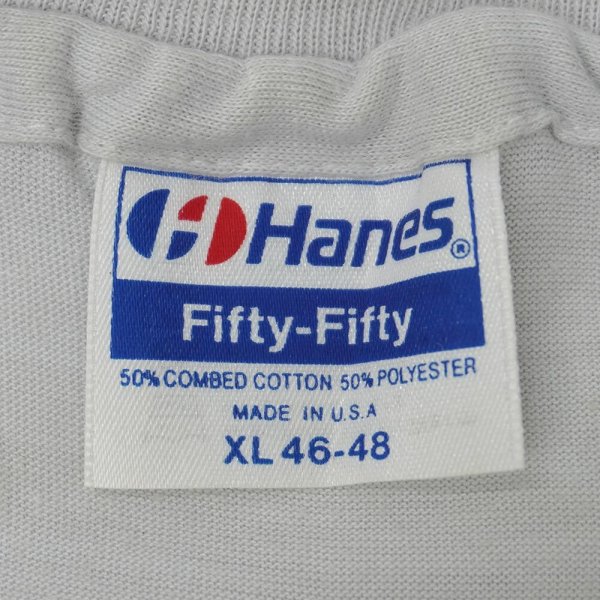 Hanes®
Fifty-Fifty
50% COMBED COTTON 50% POLYESTER
MADE IN U.S.A
XL 46-48